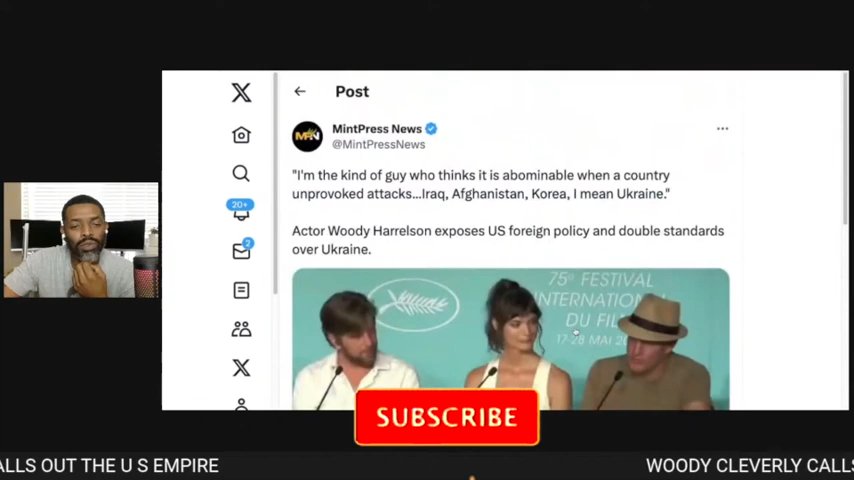 Post
MintPress News
@MintPressNews
"I'm the kind of guy who thinks it is abominable when a country
unprovoked attacks...Iraq, Afghanistan, Korea, I mean Ukraine."
Actor Woody Harrelson exposes US foreign policy and double standards
over Ukraine.
20+
2
75e FESTIVAL
INTERNATIONAL
DU FIL
17-28 MAI 20
SUBSCRIBE
ALLS OUT THE U S EMPIRE
WOODY CLEVERLY CALLS